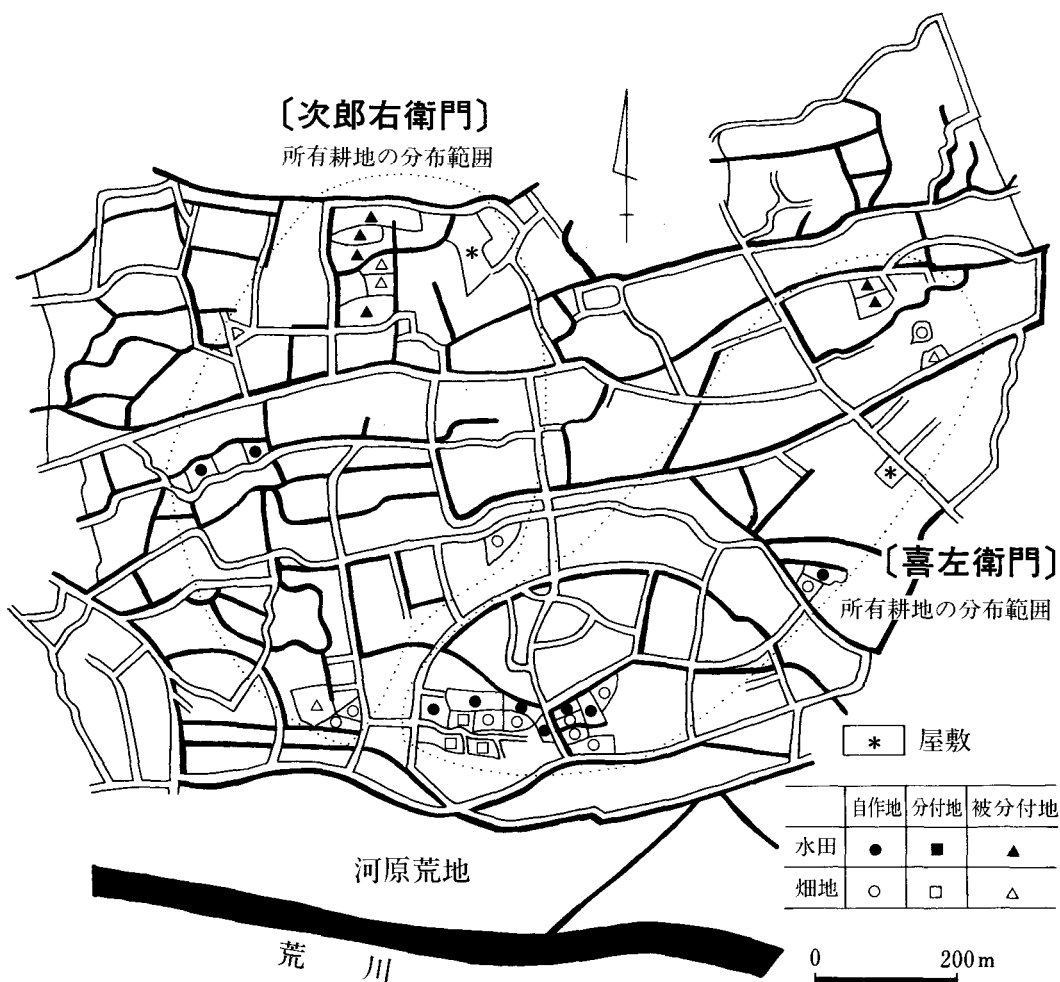 〔次郎右衛門〕
所有耕地の分布範囲
〔喜左衛門〕
所有耕地の分布範囲
* 屋敷
自作地 分付地 被分付地
水田 ● ■ ▲
畑地 ○ □ △
河原荒地
荒川
0 200m